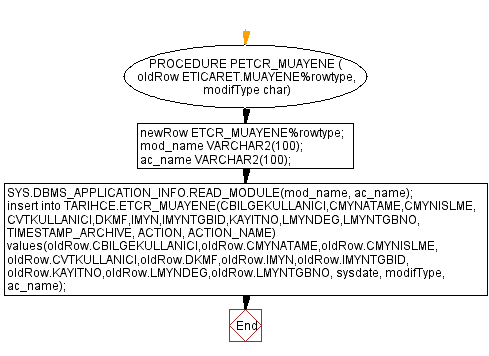 PROCEDURE PETCR_MUAYENE (
oldRow ETICARET.MUAYENE%rowtype,
modifType char)
newRow ETCR_MUAYENE%rowtype;
mod_name VARCHAR2(100);
ac_name VARCHAR2(100);
SYS.DBMS_APPLICATION_INFO.READ_MODULE(mod_name, ac_name);
insert into TARIHCE.ETCR_MUAYENE(CBILGEKULLANICI,CMYNATAME,CMYNISLME,
CVTKULLANICI,DKMF,IMYN,IMYNTGBID,KAYITNO,LMYNDEG,LMYNTGBNO,
TIMESTAMP_ARCHIVE, ACTION, ACTION_NAME)
values(oldRow.CBILGEKULLANICI,oldRow.CMYNATAME,oldRow.CMYNISLME,
oldRow.CVTKULLANICI,oldRow.DKMF,oldRow.IMYN,oldRow.IMYNTGBID,
oldRow.KAYITNO,oldRow.LMYNDEG,oldRow.LMYNTGBNO, sysdate, modifType,
ac_name);
End